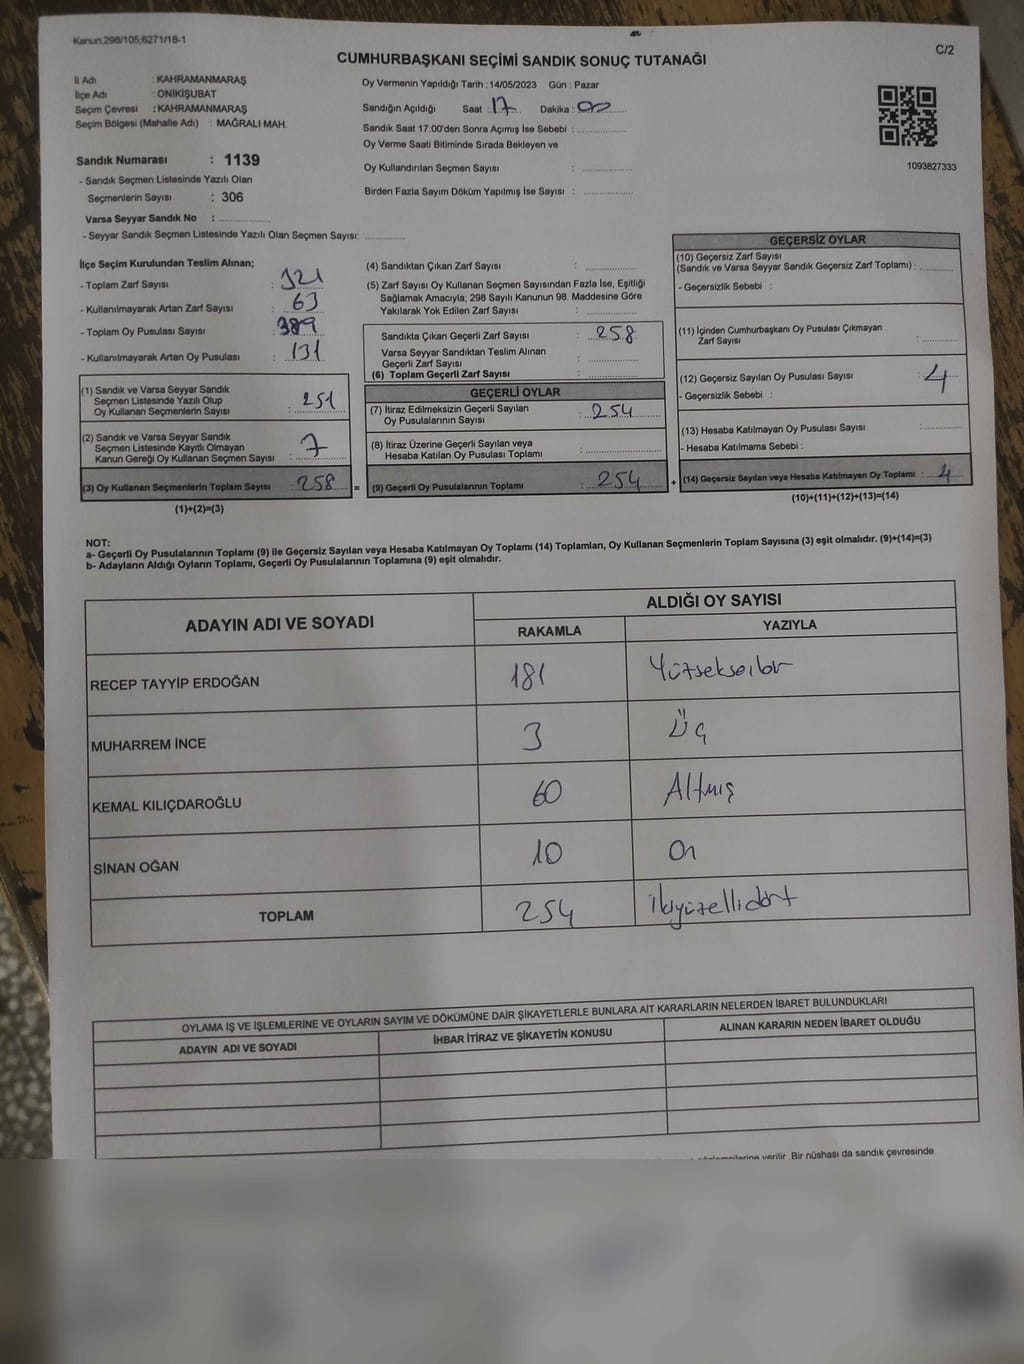 Kanun,298/105,6271/18-1
C/2
CUMHURBAŞKANI SEÇİMİ SANDIK SONUÇ TUTANAĞI
İl Adı : KAHRAMANMARAŞ
İlçe Adı : ONİKİŞUBAT
Seçim Çevresi : KAHRAMANMARAŞ
Seçim Bölgesi (Mahalle Adı) : MAĞRALI MAH.
Sandık Numarası : 1139
- Sandık Seçmen Listesinde Yazılı Olan
Seçmenlerin Sayısı : 306
Varsa Seyyar Sandık No : ..................
- Seyyar Sandık Seçmen Listesinde Yazılı Olan Seçmen Sayısı: .............
Oy Vermenin Yapıldığı Tarih : 14/05/2023 Gün : Pazar
Sandığın Açıldığı Saat : 17 Dakika : 00
Sandık Saat 17:00'den Sonra Açımış İse Sebebi : ................
Oy Verme Saati Bitiminde Sırada Bekleyen ve
Oy Kullandırılan Seçmen Sayısı : ................
Birden Fazla Sayım Döküm Yapılmış İse Sayısı : ................
1093827333
İlçe Seçim Kurulundan Teslim Alınan;
- Toplam Zarf Sayısı : 321
- Kullanılmayarak Artan Zarf Sayısı : 63
- Toplam Oy Pusulası Sayısı : 389
- Kullanılmayarak Artan Oy Pusulası : 131
(1) Sandık ve Varsa Seyyar Sandık
Seçmen Listesinde Yazılı Olup
Oy Kullanan Seçmenlerin Sayısı : 251
(2) Sandık ve Varsa Seyyar Sandık
Seçmen Listesinde Kayıtlı Olmayan
Kanun Gereği Oy Kullanan Seçmen Sayısı : 7
(3) Oy Kullanan Seçmenlerin Toplam Sayısı : 258 =
(1)+(2)=(3)
(4) Sandıktan Çıkan Zarf Sayısı : ................
(5) Zarf Sayısı Oy Kullanan Seçmen Sayısından Fazla İse, Eşitliği
Sağlamak Amacıyla; 298 Sayılı Kanunun 98. Maddesine Göre
Yakılarak Yok Edilen Zarf Sayısı : ................
Sandıkta Çıkan Geçerli Zarf Sayısı : 258
Varsa Seyyar Sandıktan Teslim Alınan
Geçerli Zarf Sayısı : ................
(6) Toplam Geçerli Zarf Sayısı : ................
GEÇERLİ OYLAR
(7) İtiraz Edilmeksizin Geçerli Sayılan
Oy Pusulalarının Sayısı : 254
(8) İtiraz Üzerine Geçerli Sayılan veya
Hesaba Katılan Oy Pusulası Toplamı : ................
(9) Geçerli Oy Pusulalarının Toplamı : 254 +
GEÇERSİZ OYLAR
(10) Geçersiz Zarf Sayısı
(Sandık ve Varsa Seyyar Sandık Geçersiz Zarf Toplamı) : ............
- Geçersizlik Sebebi :
(11) İçinden Cumhurbaşkanı Oy Pusulası Çıkmayan
Zarf Sayısı : ............
(12) Geçersiz Sayılan Oy Pusulası Sayısı : 4
- Geçersizlik Sebebi :
(13) Hesaba Katılmayan Oy Pusulası Sayısı : ............
- Hesaba Katılmama Sebebi :
(14) Geçersiz Sayılan veya Hesaba Katılmayan Oy Toplamı : 4
(10)+(11)+(12)+(13)=(14)
NOT:
a- Geçerli Oy Pusulalarının Toplamı (9) ile Geçersiz Sayılan veya Hesaba Katılmayan Oy Toplamı (14) Toplamları, Oy Kullanan Seçmenlerin Toplam Sayısına (3) eşit olmalıdır. (9)+(14)=(3)
b- Adayların Aldığı Oyların Toplamı, Geçerli Oy Pusulalarının Toplamına (9) eşit olmalıdır.
ADAYIN ADI VE SOYADI ALDIĞI OY SAYISI
RAKAMLA YAZIYLA
RECEP TAYYİP ERDOĞAN 181 Yüzseksenbir
MUHARREM İNCE 3 Üç
KEMAL KILIÇDAROĞLU 60 Altmış
SİNAN OĞAN 10 On
TOPLAM 254 ikiyüzellidört
OYLAMA İŞ VE İŞLEMLERİNE VE OYLARIN SAYIM VE DÖKÜMÜNE DAİR ŞİKAYETLERLE BUNLARA AİT KARARLARIN NELERDEN İBARET BULUNDUKLARI
ADAYIN ADI VE SOYADI İHBAR İTİRAZ VE ŞİKAYETİN KONUSU ALINAN KARARIN NEDEN İBARET OLDUĞU
verilir. Bir nüshası da sandık çevresinde